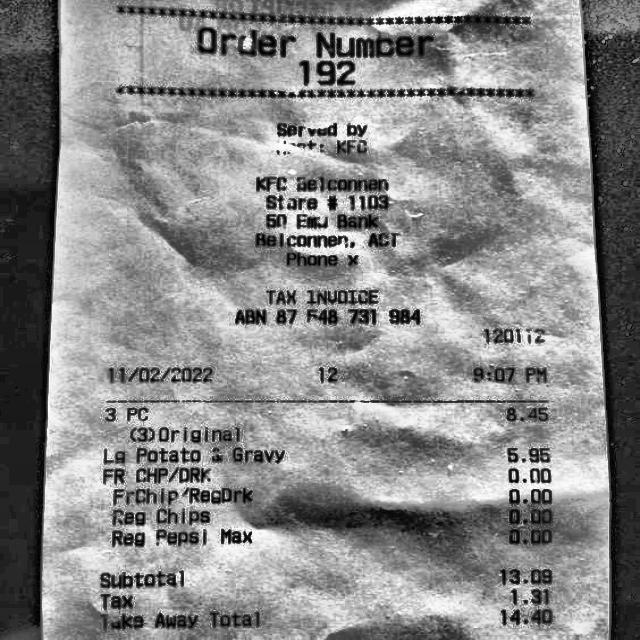 ************************************
Order Number
192
************************************
Served by
KFC
KFC Belconnen
Store # 1103
50 Emu Bank
Belconnen, ACT
Phone x
TAX INVOICE
ABN 87 548 731 984
11/02/2022 12 9:07 PM
3 PC 8.45
(3)Original
Lg Potato & Gravy 5.95
FR CHP/DRK 0.00
FrChip/RegDrk 0.00
Reg Chips 0.00
Reg Pepsi Max 0.00
Subtotal 13.09
Tax 1.31
Take Away Total 14.40